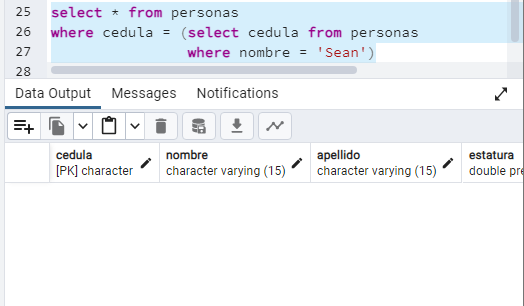 25 select * from personas
26 where cedula = (select cedula from personas
27 where nombre = 'Sean')
28
Data Output Messages Notifications
cedula nombre apellido estatura
[PK] character character varying (15) character varying (15) double pre